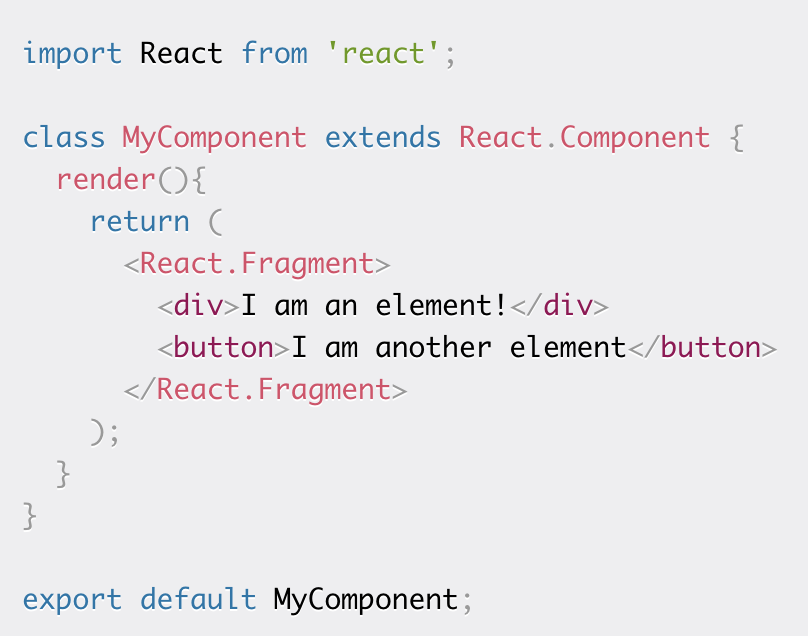 import React from 'react';

class MyComponent extends React.Component {
  render(){
    return (
      <React.Fragment>
        <div>I am an element!</div>
        <button>I am another element</button>
      </React.Fragment>
    );
  }
}

export default MyComponent;